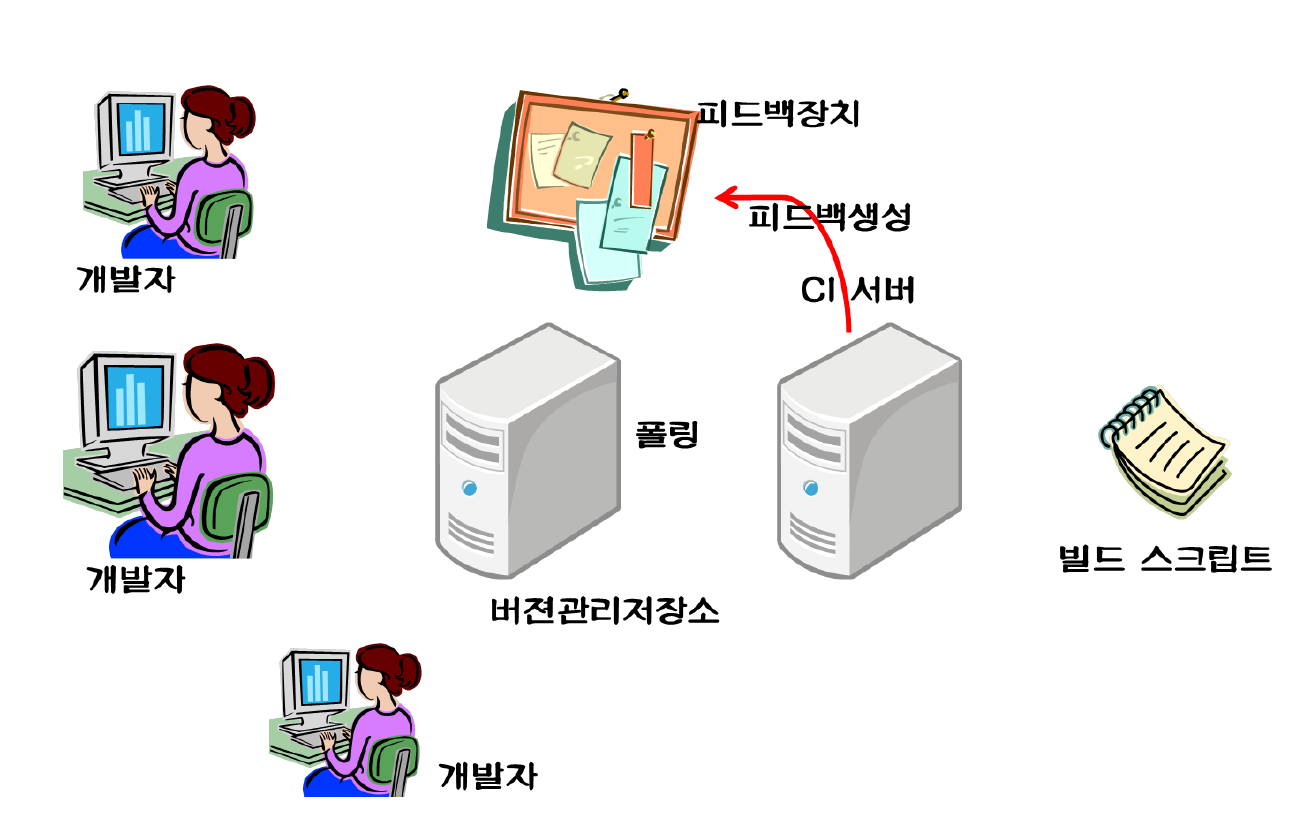 피드백장치
피드백생성
개발자
CI 서버
폴링
빌드 스크립트
개발자
버젼관리저장소
개발자